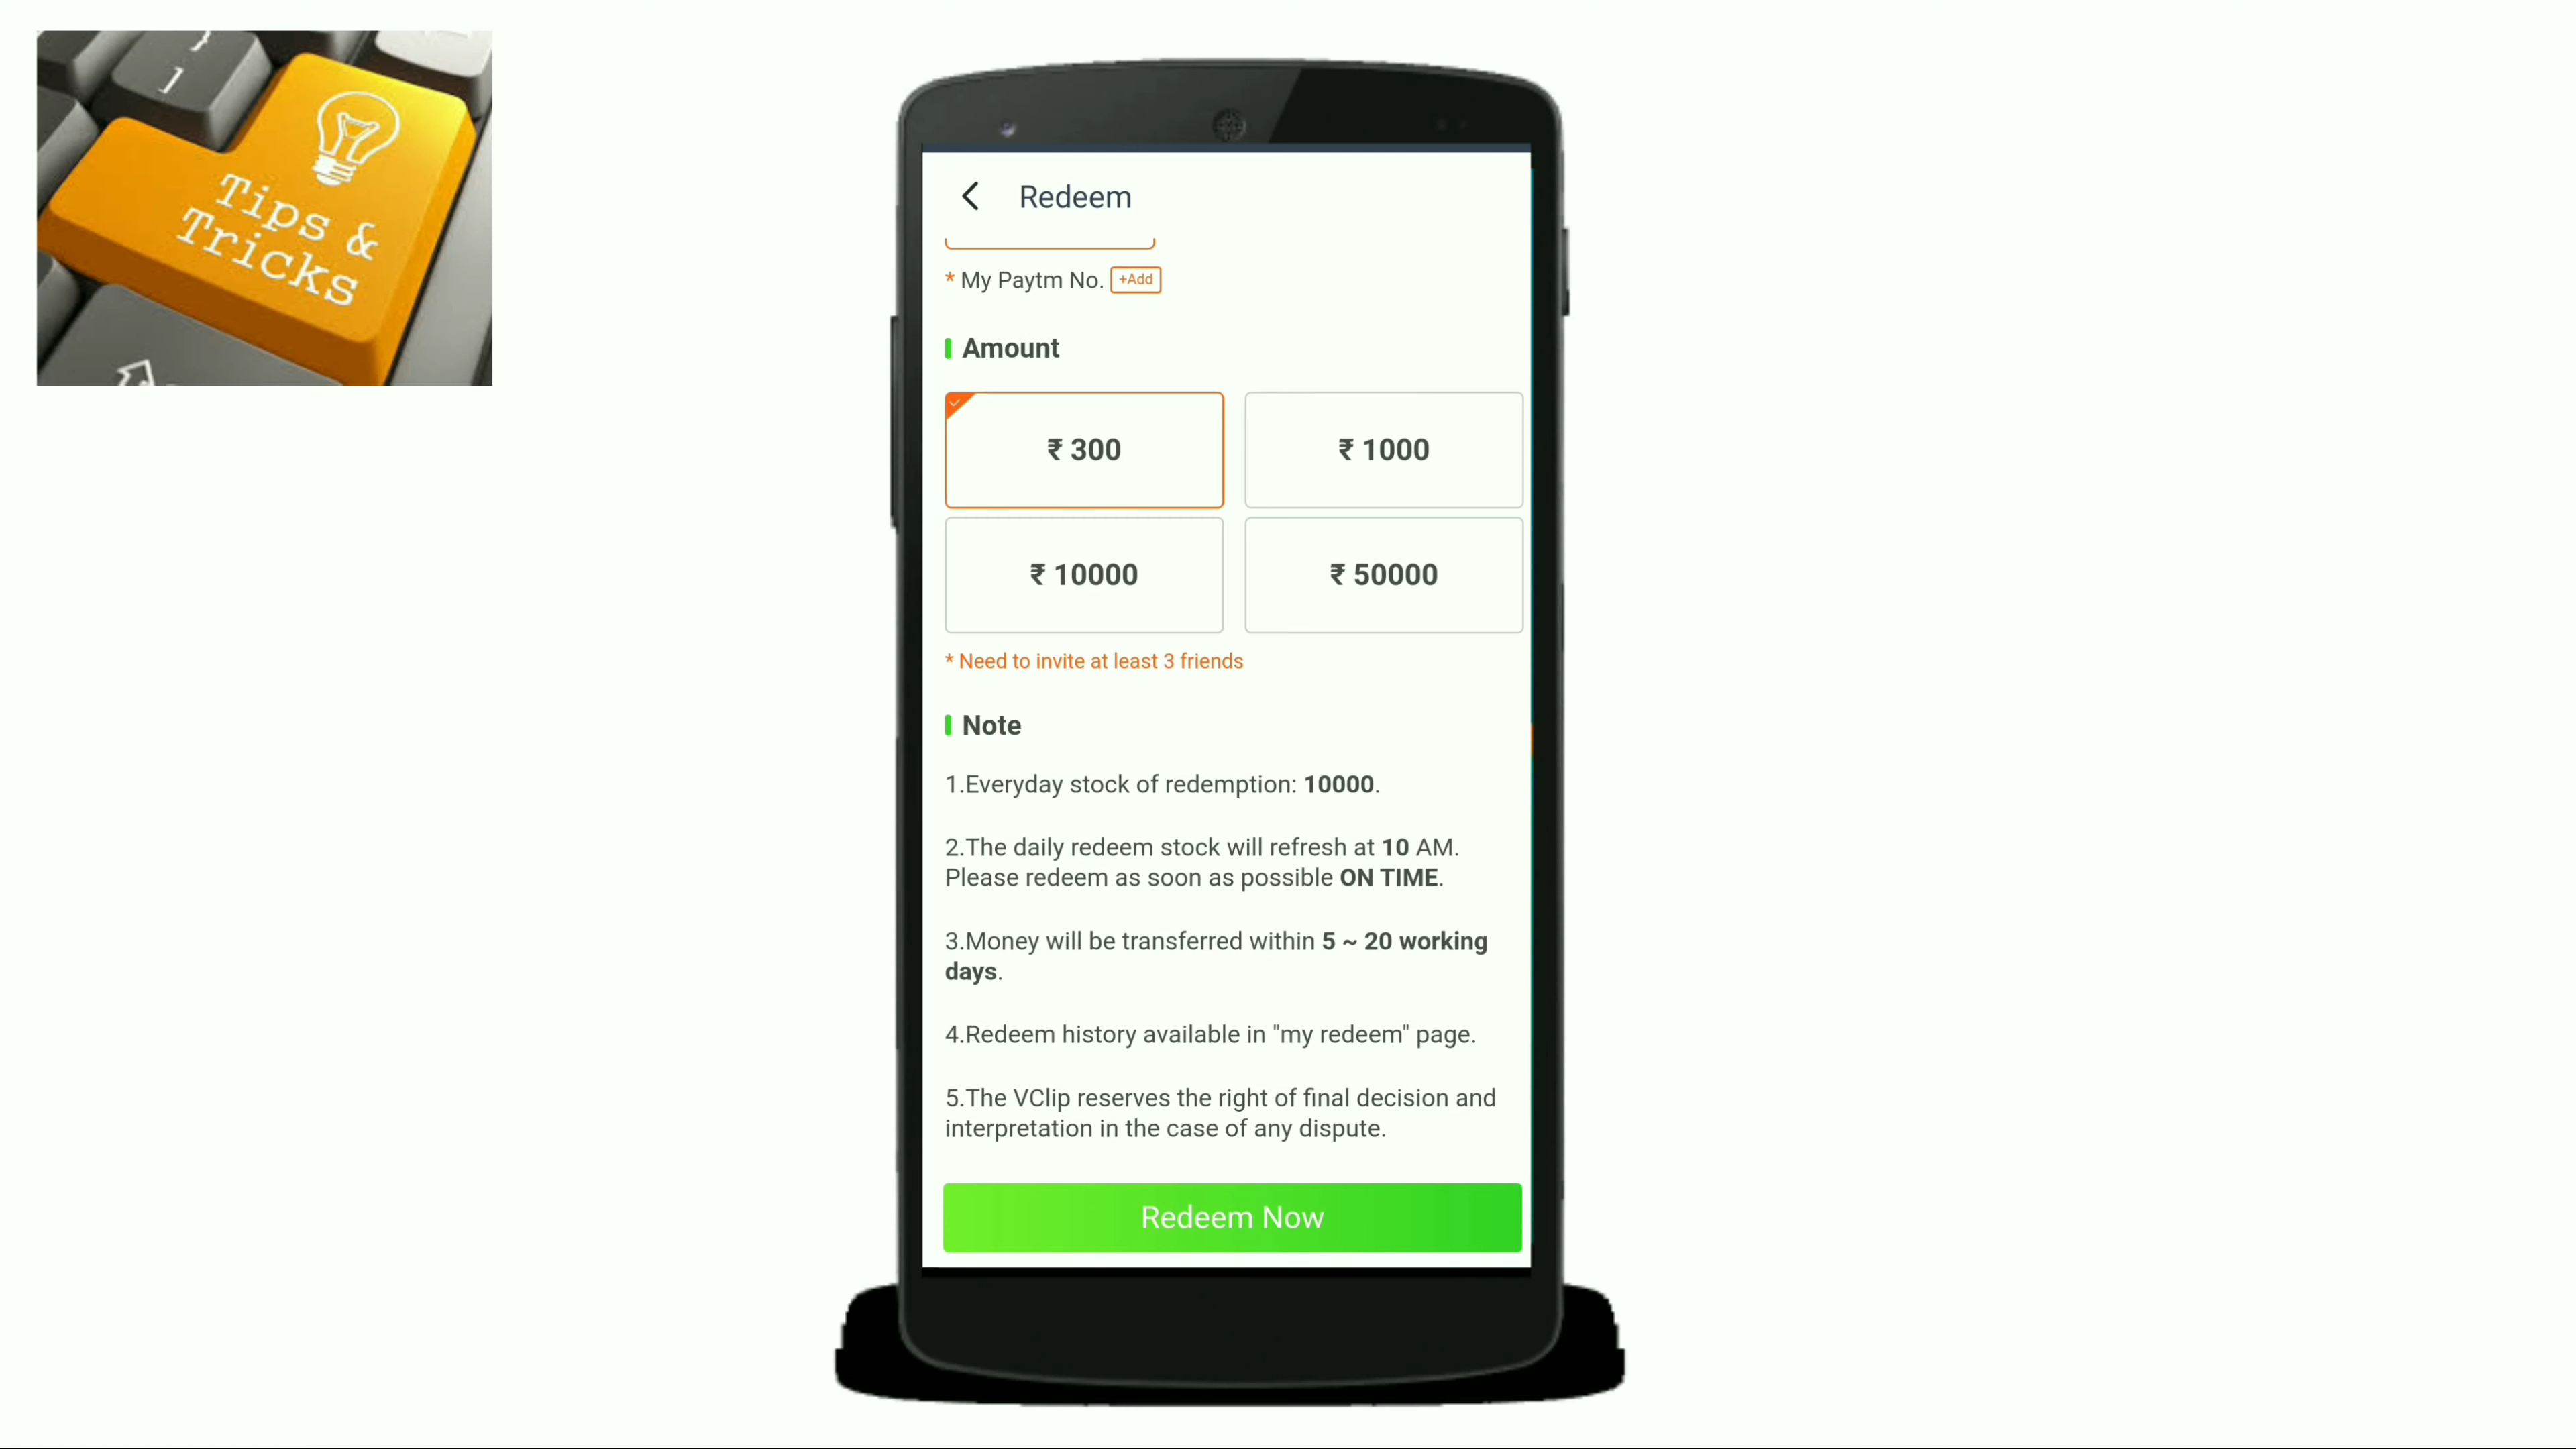 }
]
Tips &
Tricks
Redeem
* My Paytm No. +Add
Amount
₹ 300
₹ 1000
₹ 10000
₹ 50000
* Need to invite at least 3 friends
Note
1.Everyday stock of redemption: 10000.
2.The daily redeem stock will refresh at 10 AM.
Please redeem as soon as possible ON TIME.
3.Money will be transferred within 5 ~ 20 working
days.
4.Redeem history available in "my redeem" page.
5.The VClip reserves the right of final decision and
interpretation in the case of any dispute.
Redeem Now